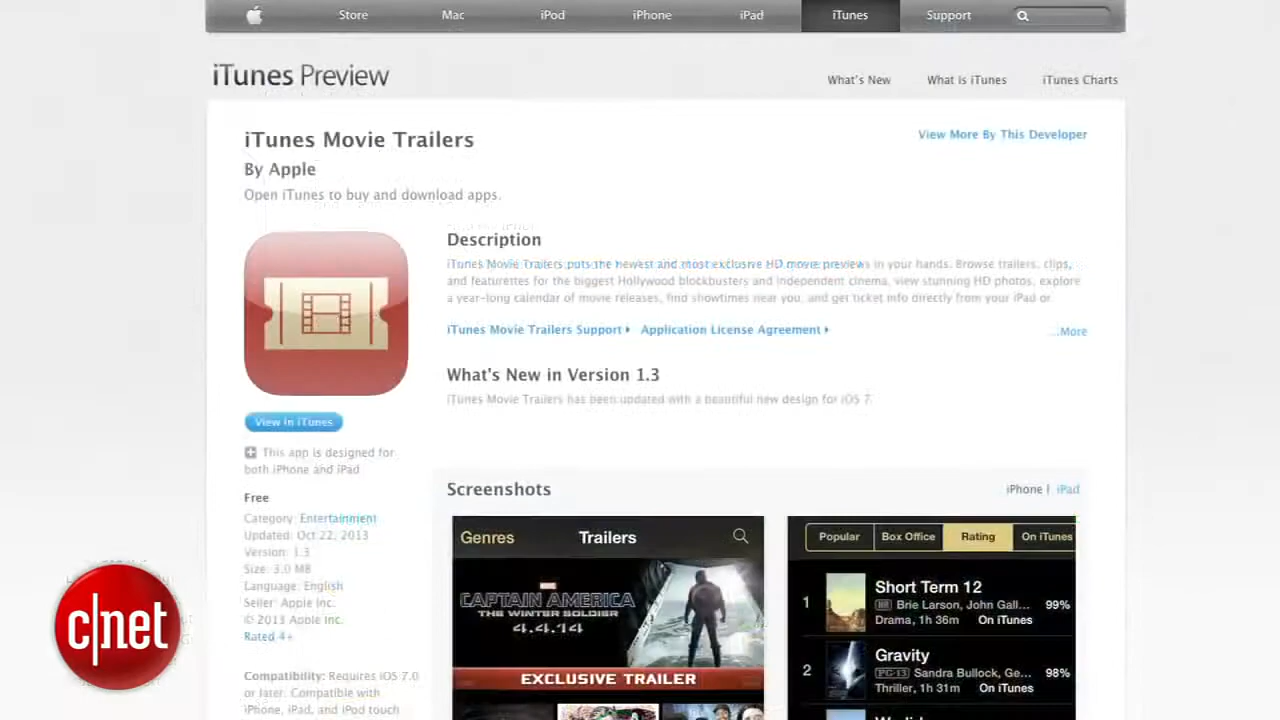 Store Mac iPod iPhone iPad iTunes Support
iTunes Preview
What's New What is iTunes iTunes Charts
iTunes Movie Trailers
View More By This Developer
By Apple
Open iTunes to buy and download apps.
Description
iTunes Movie Trailers puts the newest and most exclusive HD movie previews in your hands. Browse trailers, clips,
and featurettes for the biggest Hollywood blockbusters and independent cinema, view stunning HD photos, explore
a year-long calendar of movie releases, find showtimes near you, and get ticket info directly from your iPad or
iTunes Movie Trailers Support Application License Agreement ...More
What's New in Version 1.3
iTunes Movie Trailers has been updated with a beautiful new design for iOS 7.
View in iTunes
This app is designed for
both iPhone and iPad
Free
Category: Entertainment
Updated: Oct 22, 2013
Version: 1.3
Size: 3.0 MB
Language: English
Seller: Apple Inc.
© 2013 Apple Inc.
Rated 4+
Compatibility: Requires iOS 7.0
or later. Compatible with
iPhone, iPad, and iPod touch
Screenshots
iPhone | iPad
Genres Trailers
CAPTAIN AMERICA
THE WINTER SOLDIER
4.4.14
EXCLUSIVE TRAILER
Popular Box Office Rating On iTunes
1 Short Term 12
Brie Larson, John Gall... 99%
Drama, 1h 36m On iTunes
2 Gravity
PG-13 Sandra Bullock, Ge... 98%
Thriller, 1h 31m On iTunes
c|net